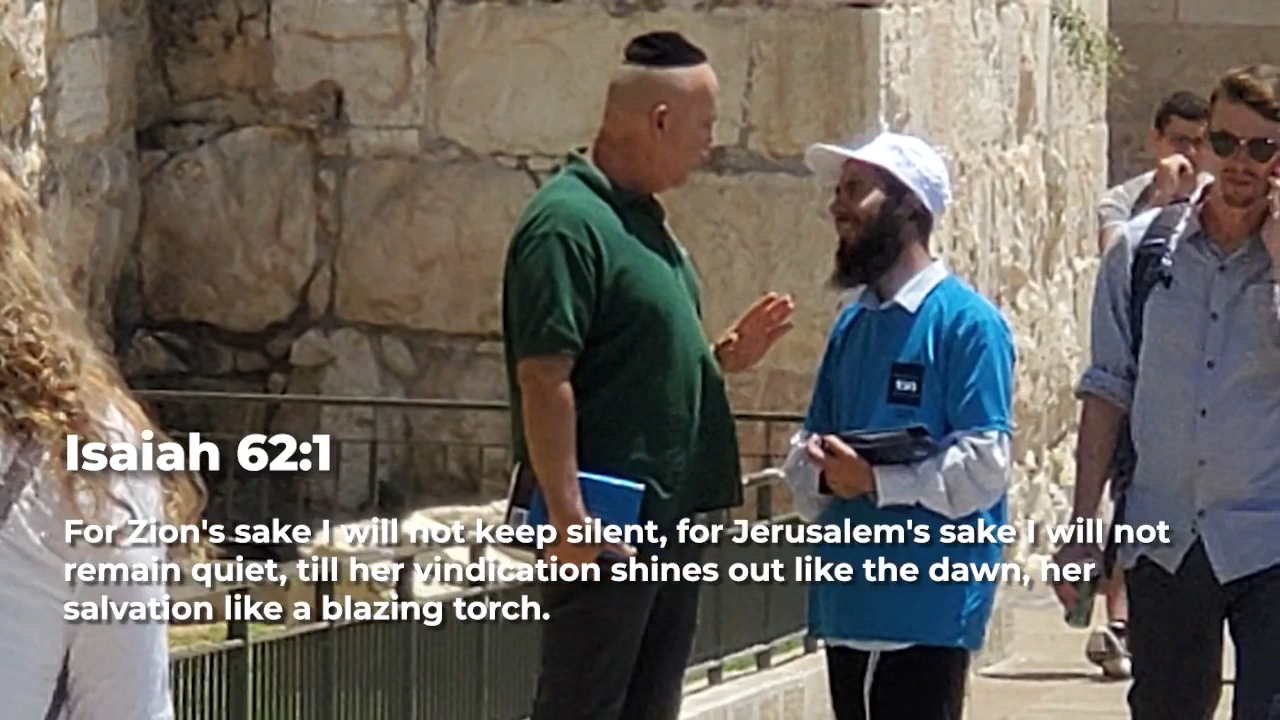 Isaiah 62:1
For Zion's sake I will not keep silent, for Jerusalem's sake I will not
remain quiet, till her vindication shines out like the dawn, her
salvation like a blazing torch.